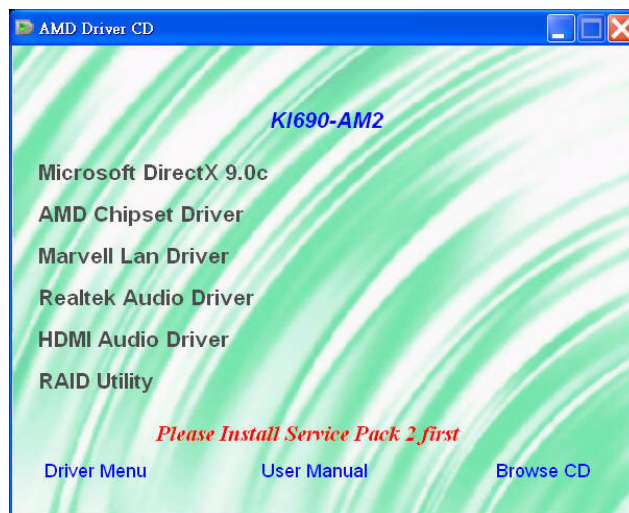 AMD Driver CD
KI690-AM2
Microsoft DirectX 9.0c
AMD Chipset Driver
Marvell Lan Driver
Realtek Audio Driver
HDMI Audio Driver
RAID Utility
Please Install Service Pack 2 first
Driver Menu User Manual Browse CD